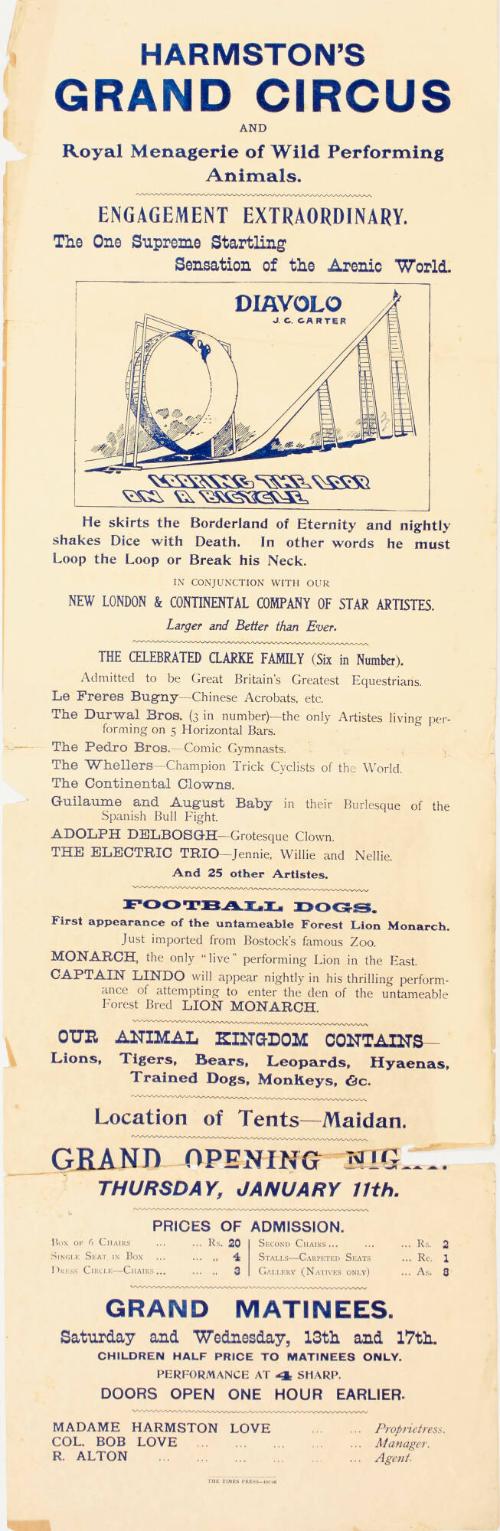 HARMSTON'S
GRAND CIRCUS
AND
Royal Menagerie of Wild Performing
Animals.
ENGAGEMENT EXTRAORDINARY.
The One Supreme Startling
Sensation of the Arenic World.
DIAVOLO
J. C. CARTER
LOOPING THE LOOP
ON A BICYCLE
He skirts the Borderland of Eternity and nightly
shakes Dice with Death. In other words he must
Loop the Loop or Break his Neck.
IN CONJUNCTION WITH OUR
NEW LONDON & CONTINENTAL COMPANY OF STAR ARTISTES.
Larger and Better than Ever.
THE CELEBRATED CLARKE FAMILY (Six in Number).
Admitted to be Great Britain's Greatest Equestrians.
Le Freres Bugny—Chinese Acrobats, etc.
The Durwal Bros. (3 in number)—the only Artistes living per-
forming on 5 Horizontal Bars.
The Pedro Bros.—Comic Gymnasts.
The Whellers—Champion Trick Cyclists of the World.
The Continental Clowns.
Guilaume and August Baby in their Burlesque of the
Spanish Bull Fight.
ADOLPH DELBOSGH—Grotesque Clown.
THE ELECTRIC TRIO—Jennie, Willie and Nellie.
And 25 other Artistes.
FOOTBALL DOGS.
First appearance of the untameable Forest Lion Monarch.
Just imported from Bostock's famous Zoo.
MONARCH, the only "live" performing Lion in the East.
CAPTAIN LINDO will appear nightly in his thrilling perform-
ance of attempting to enter the den of the untameable
Forest Bred LION MONARCH.
OUR ANIMAL KINGDOM CONTAINS—
Lions, Tigers, Bears, Leopards, Hyaenas,
Trained Dogs, Monkeys, &c.
Location of Tents—Maidan.
GRAND OPENING NIGHT.
THURSDAY, JANUARY 11th.
PRICES OF ADMISSION.
BOX OF 6 CHAIRS ... ... Rs. 20
SINGLE SEAT IN BOX ... ... „ 4
DRESS CIRCLE—CHAIRS ... ... „ 3
SECOND CHAIRS ... ... ... Rs. 2
STALLS—CARPETED SEATS ... Re. 1
GALLERY (NATIVES ONLY) ... As. 8
GRAND MATINEES.
Saturday and Wednesday, 13th and 17th.
CHILDREN HALF PRICE TO MATINEES ONLY.
PERFORMANCE AT 4 SHARP.
DOORS OPEN ONE HOUR EARLIER.
MADAME HARMSTON LOVE ... ... Proprietress.
COL. BOB LOVE ... ... ... ... Manager.
R. ALTON ... ... ... ... ... Agent.
THE TIMES PRESS